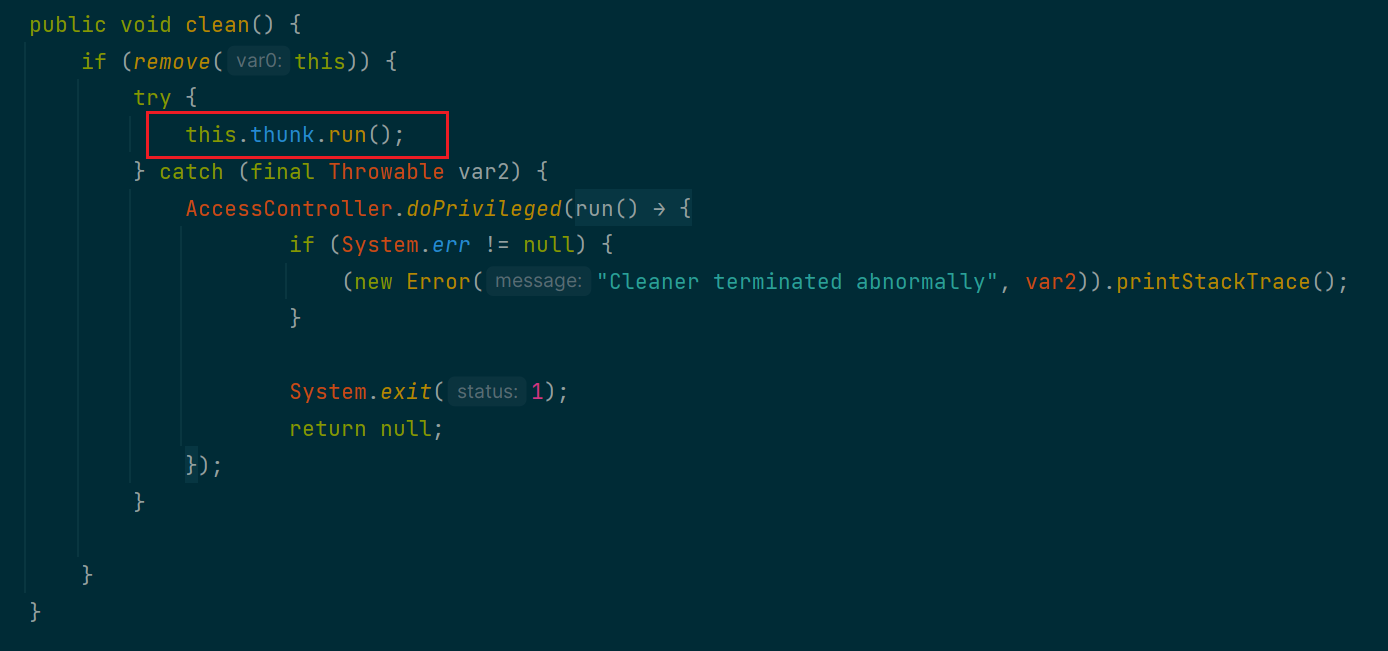 public void clean() {
if (remove( var0: this)) {
try {
this.thunk.run();
} catch (final Throwable var2) {
AccessController.doPrivileged(run() → {
if (System.err != null) {
(new Error( message: "Cleaner terminated abnormally", var2)).printStackTrace();
}
System.exit( status: 1);
return null;
});
}
}
}